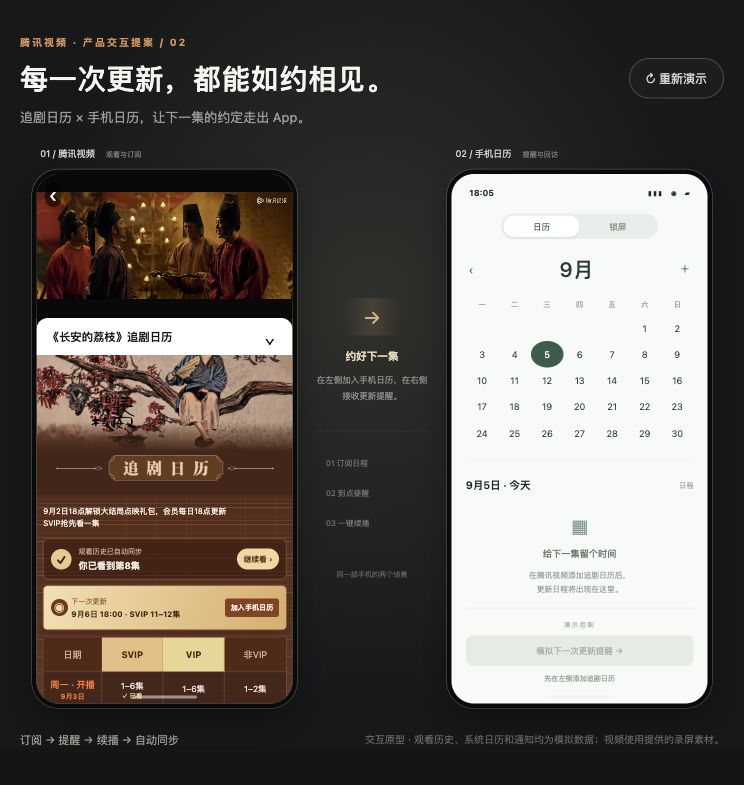 腾讯视频 · 产品交互提案 / 02
每一次更新，都能如约相见。
追剧日历 × 手机日历，让下一集的约定走出 App。
↻ 重新演示
01 / 腾讯视频 观看与订阅
腾讯视频
《长安的荔枝》追剧日历
追剧日历
9月2日18点解锁大结局点映礼包，会员每日18点更新
SVIP抢先看一集
观看历史已自动同步
你已看到第8集
继续看 ›
下一次更新
9月6日 18:00 · SVIP 11–12集
加入手机日历
日期 SVIP VIP 非VIP
周一 · 开播 1–6集 1–6集 1–2集
9月3日 ✓ 已看
→
约好下一集
在左侧加入手机日历，在右侧
接收更新提醒。
01 订阅日程
02 到点提醒
03 一键续播
同一部手机的两个场景
02 / 手机日历 提醒与回访
18:05
日历 锁屏
‹ 9月 +
一 二 三 四 五 六 日
1 2
3 4 5 6 7 8 9
10 11 12 13 14 15 16
17 18 19 20 21 22 23
24 25 26 27 28 29 30
9月5日 · 今天 日程
给下一集留个时间
在腾讯视频添加追剧日历后，
更新日程将出现在这里。
演示控制
模拟下一次更新提醒 →
先在左侧添加追剧日历
订阅 → 提醒 → 续播 → 自动同步
交互原型 · 观看历史、系统日历和通知均为模拟数据；视频使用提供的录屏素材。